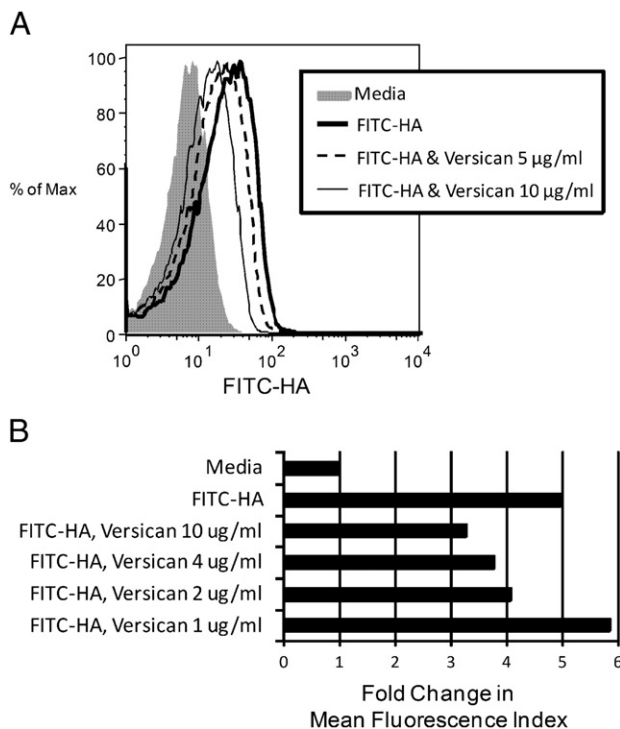 A
100
80
% of Max
60
40
20
0
10^0 10^1 10^2 10^3 10^4
FITC-HA
Media
FITC-HA
FITC-HA & Versican 5 µg/ml
FITC-HA & Versican 10 µg/ml
B
Media
FITC-HA
FITC-HA, Versican 10 ug/ml
FITC-HA, Versican 4 ug/ml
FITC-HA, Versican 2 ug/ml
FITC-HA, Versican 1 ug/ml
0 1 2 3 4 5 6
Fold Change in
Mean Fluorescence Index